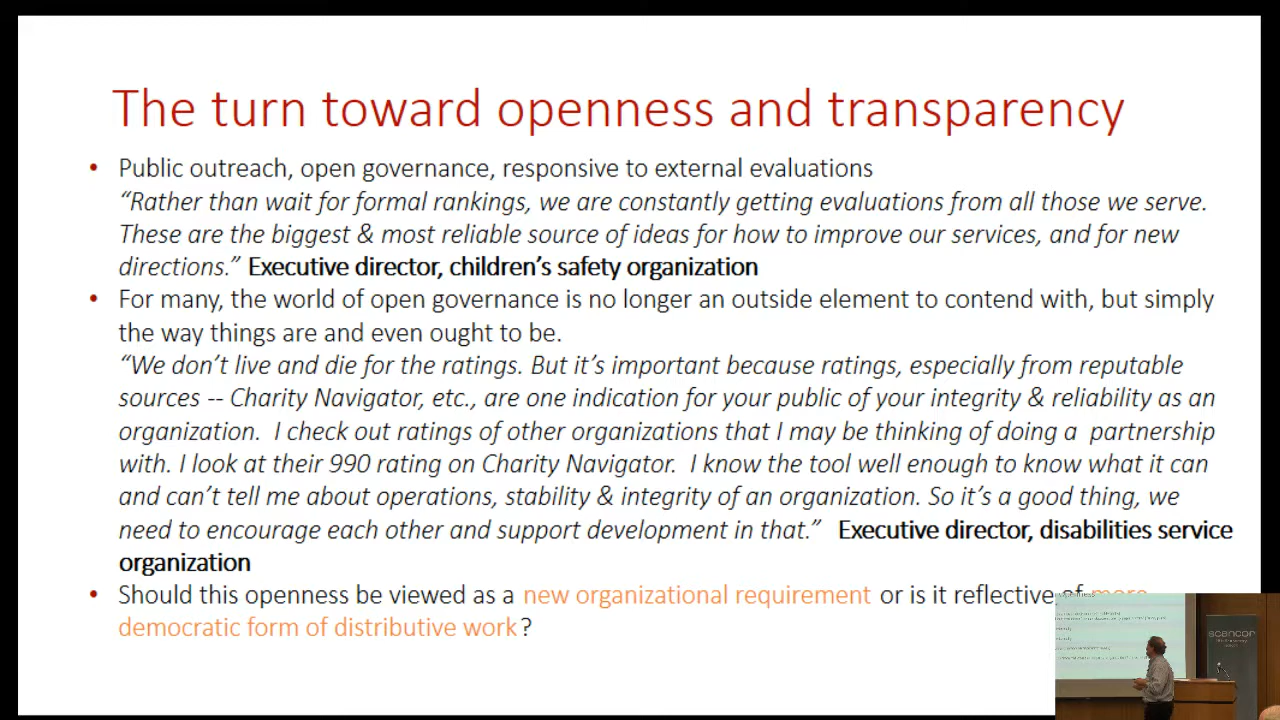 The turn toward openness and transparency
• Public outreach, open governance, responsive to external evaluations
“Rather than wait for formal rankings, we are constantly getting evaluations from all those we serve.
These are the biggest & most reliable source of ideas for how to improve our services, and for new
directions.” Executive director, children’s safety organization
• For many, the world of open governance is no longer an outside element to contend with, but simply
the way things are and even ought to be.
“We don’t live and die for the ratings. But it’s important because ratings, especially from reputable
sources -- Charity Navigator, etc., are one indication for your public of your integrity & reliability as an
organization. I check out ratings of other organizations that I may be thinking of doing a partnership
with. I look at their 990 rating on Charity Navigator. I know the tool well enough to know what it can
and can’t tell me about operations, stability & integrity of an organization. So it’s a good thing, we
need to encourage each other and support development in that.” Executive director, disabilities service
organization
• Should this openness be viewed as a new organizational requirement or is it reflective of more
democratic form of distributive work?
scancor